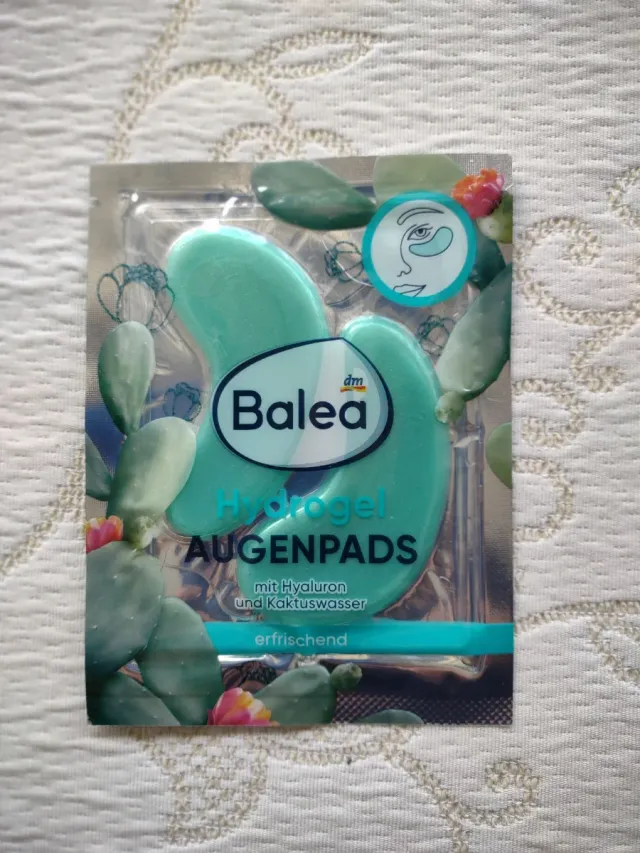 dm
Balea
Hydrogel
AUGENPADS
mit Hyaluron
und Kaktuswasser
erfrischend